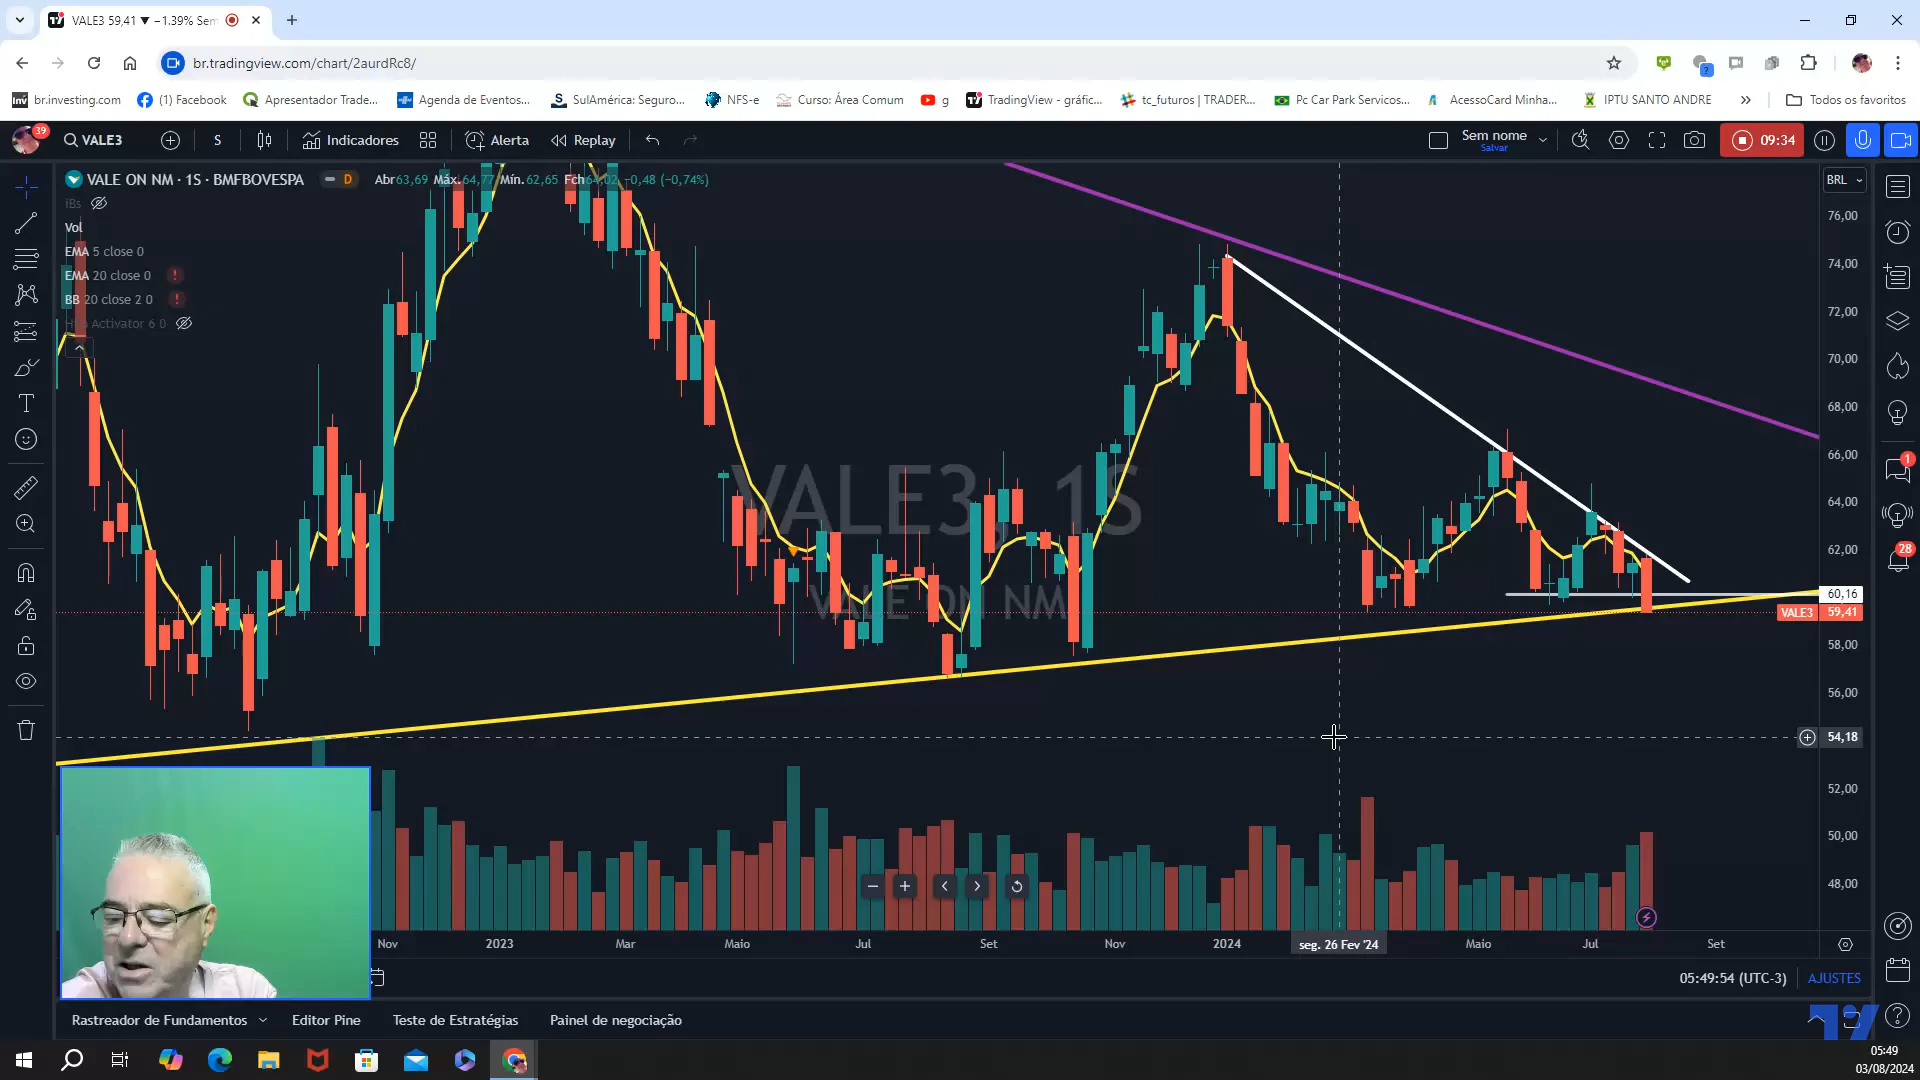 VALE3 59,41 ▼ −1.39% Sem
br.tradingview.com/chart/2aurdRc8/
br.investing.com
(1) Facebook
Apresentador Trade...
Agenda de Eventos...
SulAmérica: Seguro...
NFS-e
Curso: Área Comum
g
TradingView - gráfic...
tc_futuros | TRADER...
Pc Car Park Servicos...
AcessoCard Minha...
IPTU SANTO ANDRE
»
Todos os favoritos
39
VALE3
S
Indicadores
Alerta
Replay
Sem nome
Salvar
09:34
VALE ON NM · 1S · BMFBOVESPA
D
Abr63,69 Máx.64,77 Mín.62,65 Fch64,02 −0,48 (−0,74%)
BRL
iBs
Vol
EMA 5 close 0
EMA 20 close 0 !
BB 20 close 2 0 !
Activator 6 0
VALE3, 1S
VALE ON NM
76,00
74,00
72,00
70,00
68,00
66,00
64,00
62,00
60,16
VALE3 59,41
58,00
56,00
54,18
52,00
50,00
48,00
1
28
Nov
2023
Mar
Maio
Jul
Set
Nov
2024
seg. 26 Fev '24
Maio
Jul
Set
05:49:54 (UTC-3)
AJUSTES
Rastreador de Fundamentos
Editor Pine
Teste de Estratégias
Painel de negociação
05:49
03/08/2024